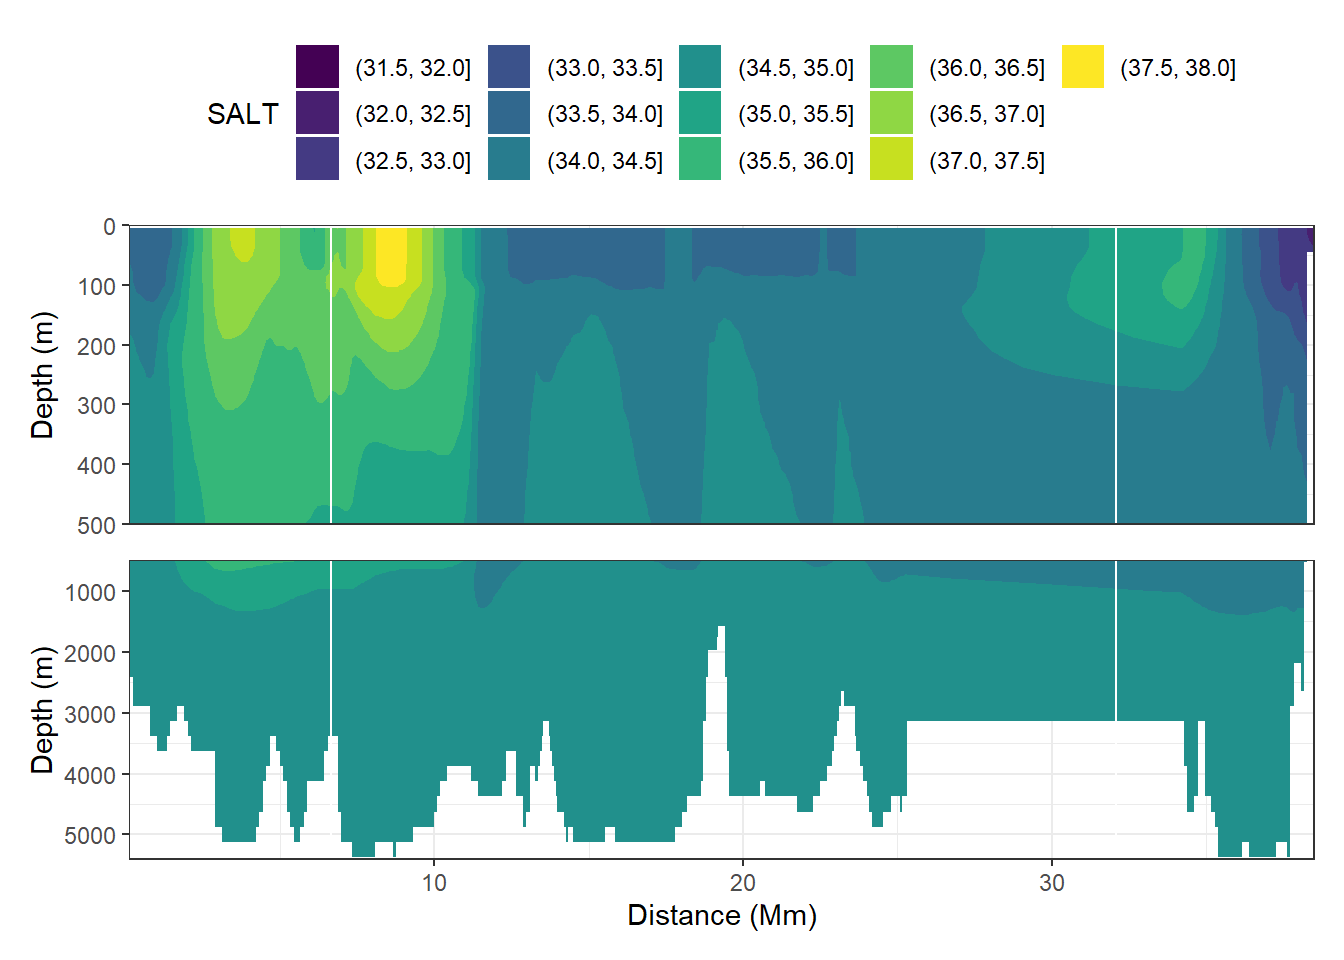 (31.5, 32.0] (33.0, 33.5] (34.5, 35.0] (36.0, 36.5] (37.5, 38.0]
SALT (32.0, 32.5] (33.5, 34.0] (35.0, 35.5] (36.5, 37.0]
(32.5, 33.0] (34.0, 34.5] (35.5, 36.0] (37.0, 37.5]
Depth (m)
0
100
200
300
400
500
Depth (m)
1000
2000
3000
4000
5000
10 20 30
Distance (Mm)